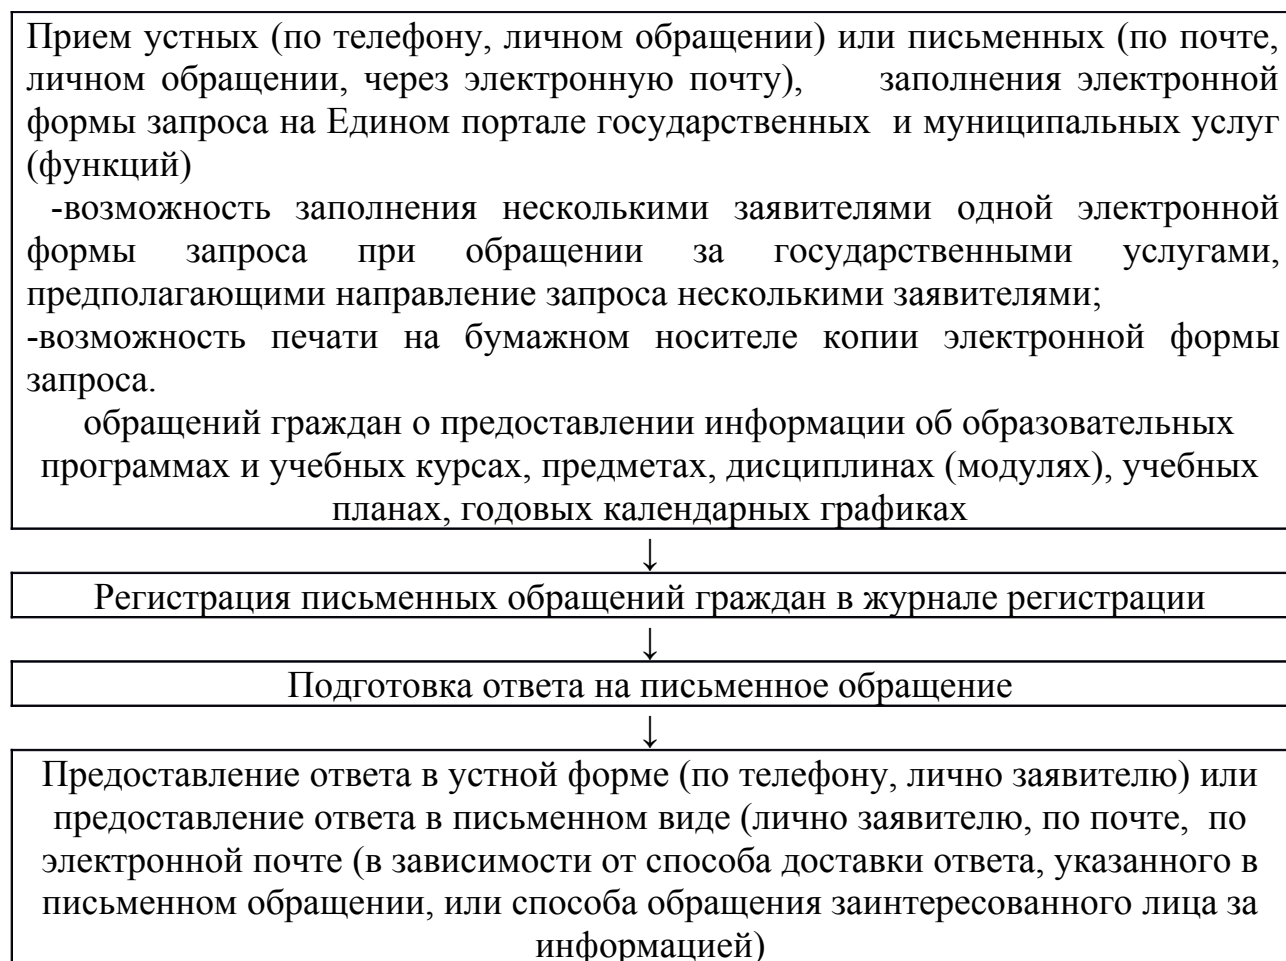 Прием устных (по телефону, личном обращении) или письменных (по почте,
личном обращении, через электронную почту), заполнения электронной
формы запроса на Едином портале государственных и муниципальных услуг
(функций)
-возможность заполнения несколькими заявителями одной электронной
формы запроса при обращении за государственными услугами,
предполагающими направление запроса несколькими заявителями;
-возможность печати на бумажном носителе копии электронной формы
запроса.
обращений граждан о предоставлении информации об образовательных
программах и учебных курсах, предметах, дисциплинах (модулях), учебных
планах, годовых календарных графиках
↓
Регистрация письменных обращений граждан в журнале регистрации
↓
Подготовка ответа на письменное обращение
↓
Предоставление ответа в устной форме (по телефону, лично заявителю) или
предоставление ответа в письменном виде (лично заявителю, по почте, по
электронной почте (в зависимости от способа доставки ответа, указанного в
письменном обращении, или способа обращения заинтересованного лица за
информацией)